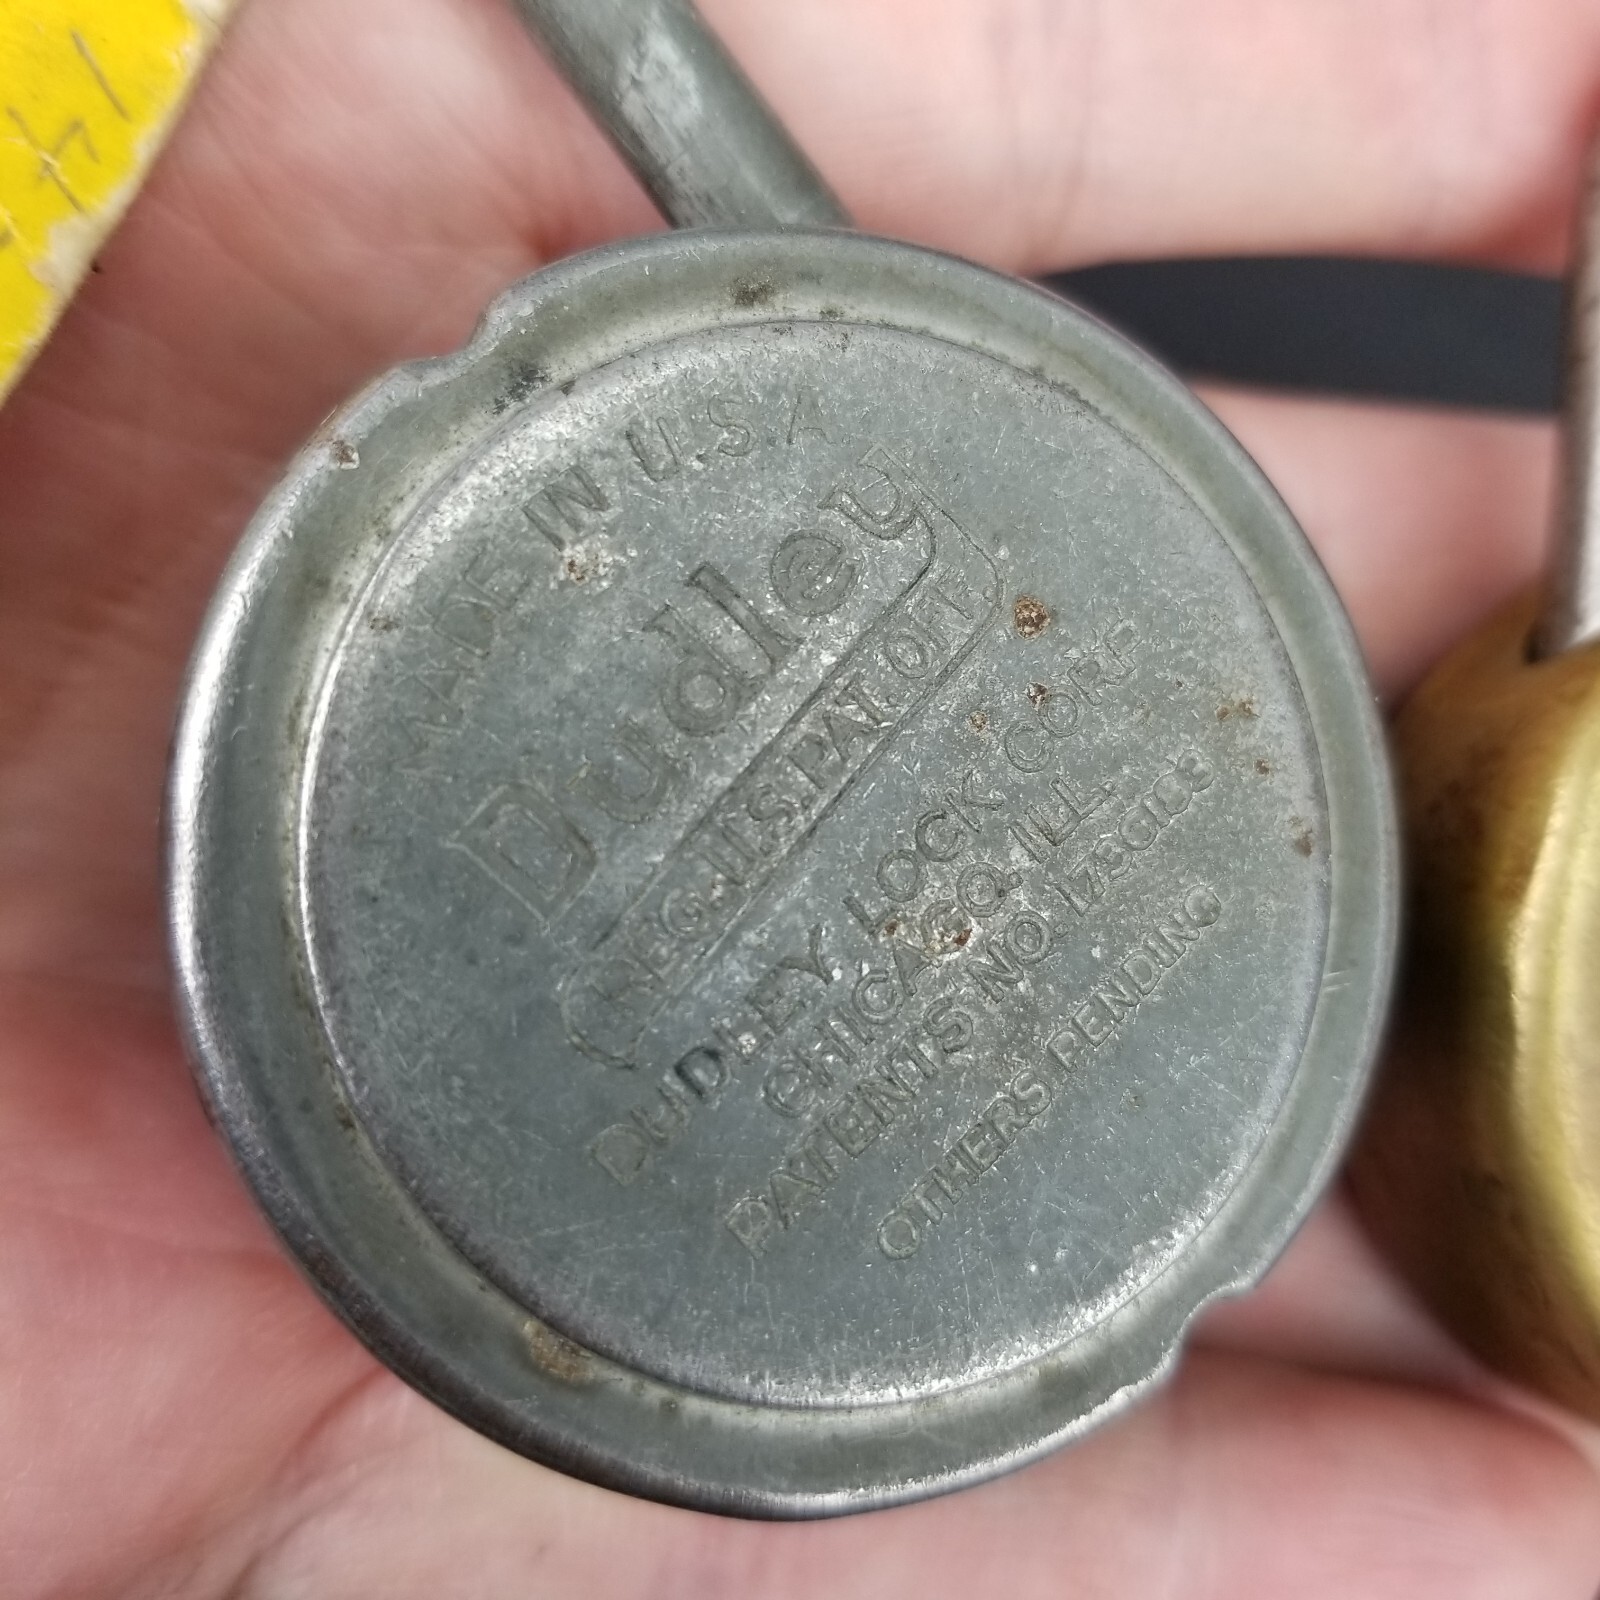 MADE IN U.S.A
Dudley
REG. U.S. PAT. OFF.
DUDLEY LOCK CORP
CHICAGO, ILL.
PATENTS NO.
OTHERS PENDING